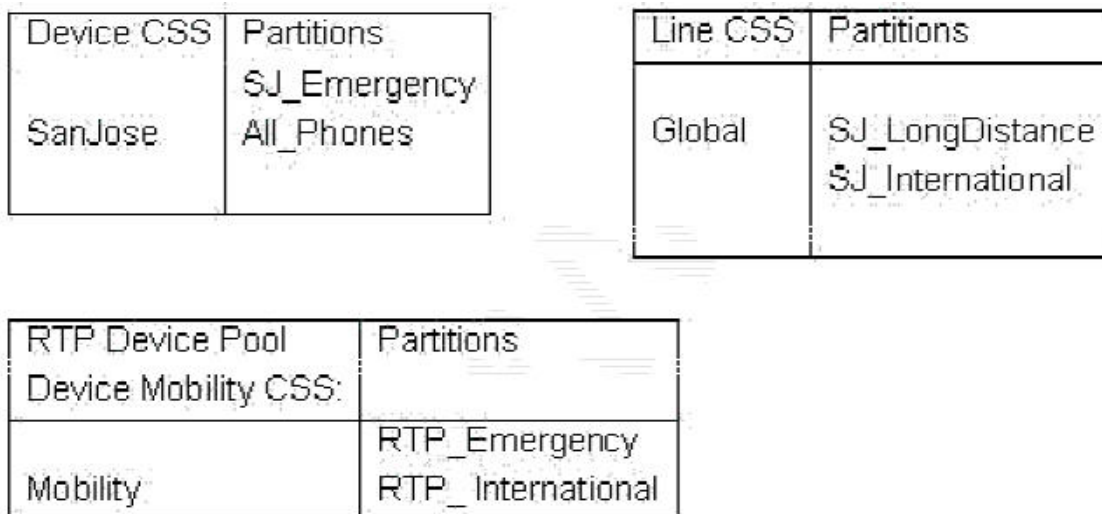 Device CSS Partitions
SJ_Emergency
SanJose All_Phones
Line CSS Partitions
Global SJ_LongDistance
SJ_International
RTP Device Pool Partitions
Device Mobility CSS:
RTP_Emergency
Mobility RTP_ International